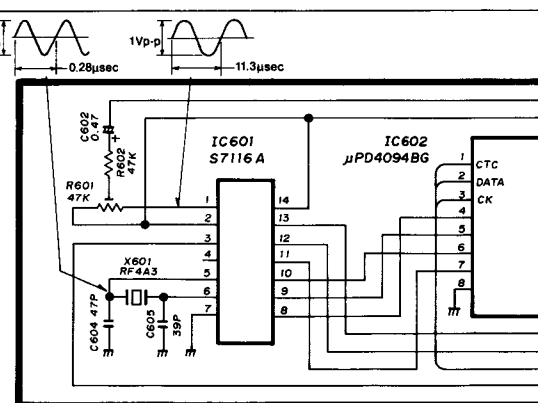 1Vp-p
0.28μsec
11.3μsec
C602
0.47
+
R602
47K
R601
47K
IC601
S7116A
IC602
μPD4094BG
1
2
3
4
5
6
7
14
13
12
11
10
9
8
1
2
3
4
5
6
7
8
CTC
DATA
CK
X601
RF4A3
C604 47P
C605
39P